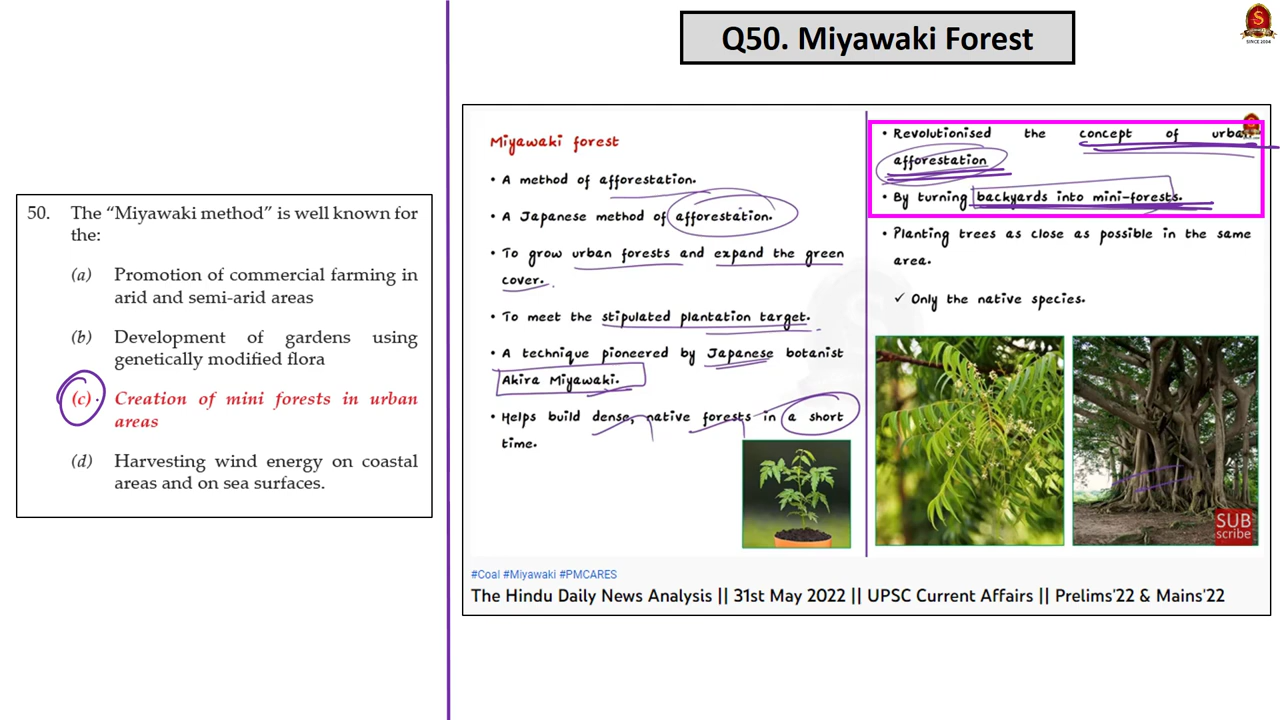 Q50. Miyawaki Forest
S
SINCE 2004
50. The “Miyawaki method” is well known for
the:
(a) Promotion of commercial farming in
arid and semi-arid areas
(b) Development of gardens using
genetically modified flora
(c) Creation of mini forests in urban
areas
(d) Harvesting wind energy on coastal
areas and on sea surfaces.
Miyawaki forest
• A method of afforestation.
• A Japanese method of afforestation.
• To grow urban forests and expand the green
cover.
• To meet the stipulated plantation target.
• A technique pioneered by Japanese botanist
Akira Miyawaki.
• Helps build dense, native forests in a short
time.
• Revolutionised the concept of urban
afforestation
• By turning backyards into mini-forests.
• Planting trees as close as possible in the same
area.
✓ Only the native species.
SUB
scribe
#Coal #Miyawaki #PMCARES
The Hindu Daily News Analysis || 31st May 2022 || UPSC Current Affairs || Prelims'22 & Mains'22